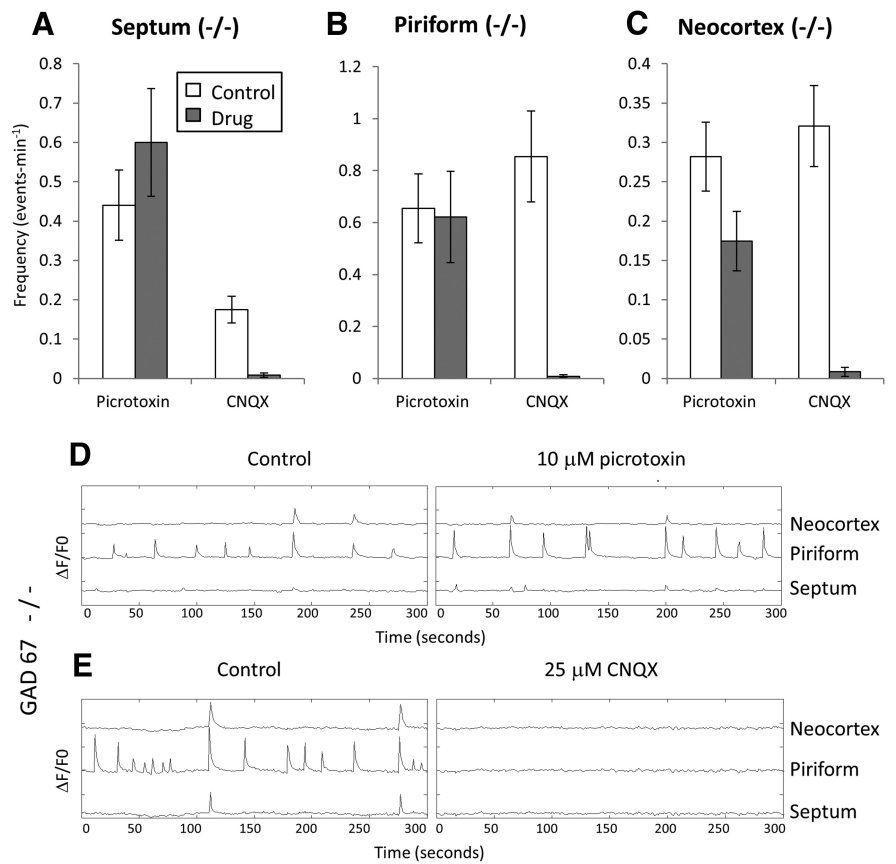 A Septum (-/-) B Piriform (-/-) C Neocortex (-/-)
Frequency (events-min-1)
0.8
0.7
0.6
0.5
0.4
0.3
0.2
0.1
0
Control
Drug
Picrotoxin CNQX
1.2
1
0.8
0.6
0.4
0.2
0
Picrotoxin CNQX
0.4
0.35
0.3
0.25
0.2
0.15
0.1
0.05
0
Picrotoxin CNQX
GAD 67 -/-
D Control 10 μM picrotoxin
ΔF/F0
Neocortex
Piriform
Septum
0 50 100 150 200 250 300 0 50 100 150 200 250 300
Time (seconds) Time (seconds)
E Control 25 μM CNQX
ΔF/F0
Neocortex
Piriform
Septum
0 50 100 150 200 250 300 0 50 100 150 200 250 300
Time (seconds) Time (seconds)